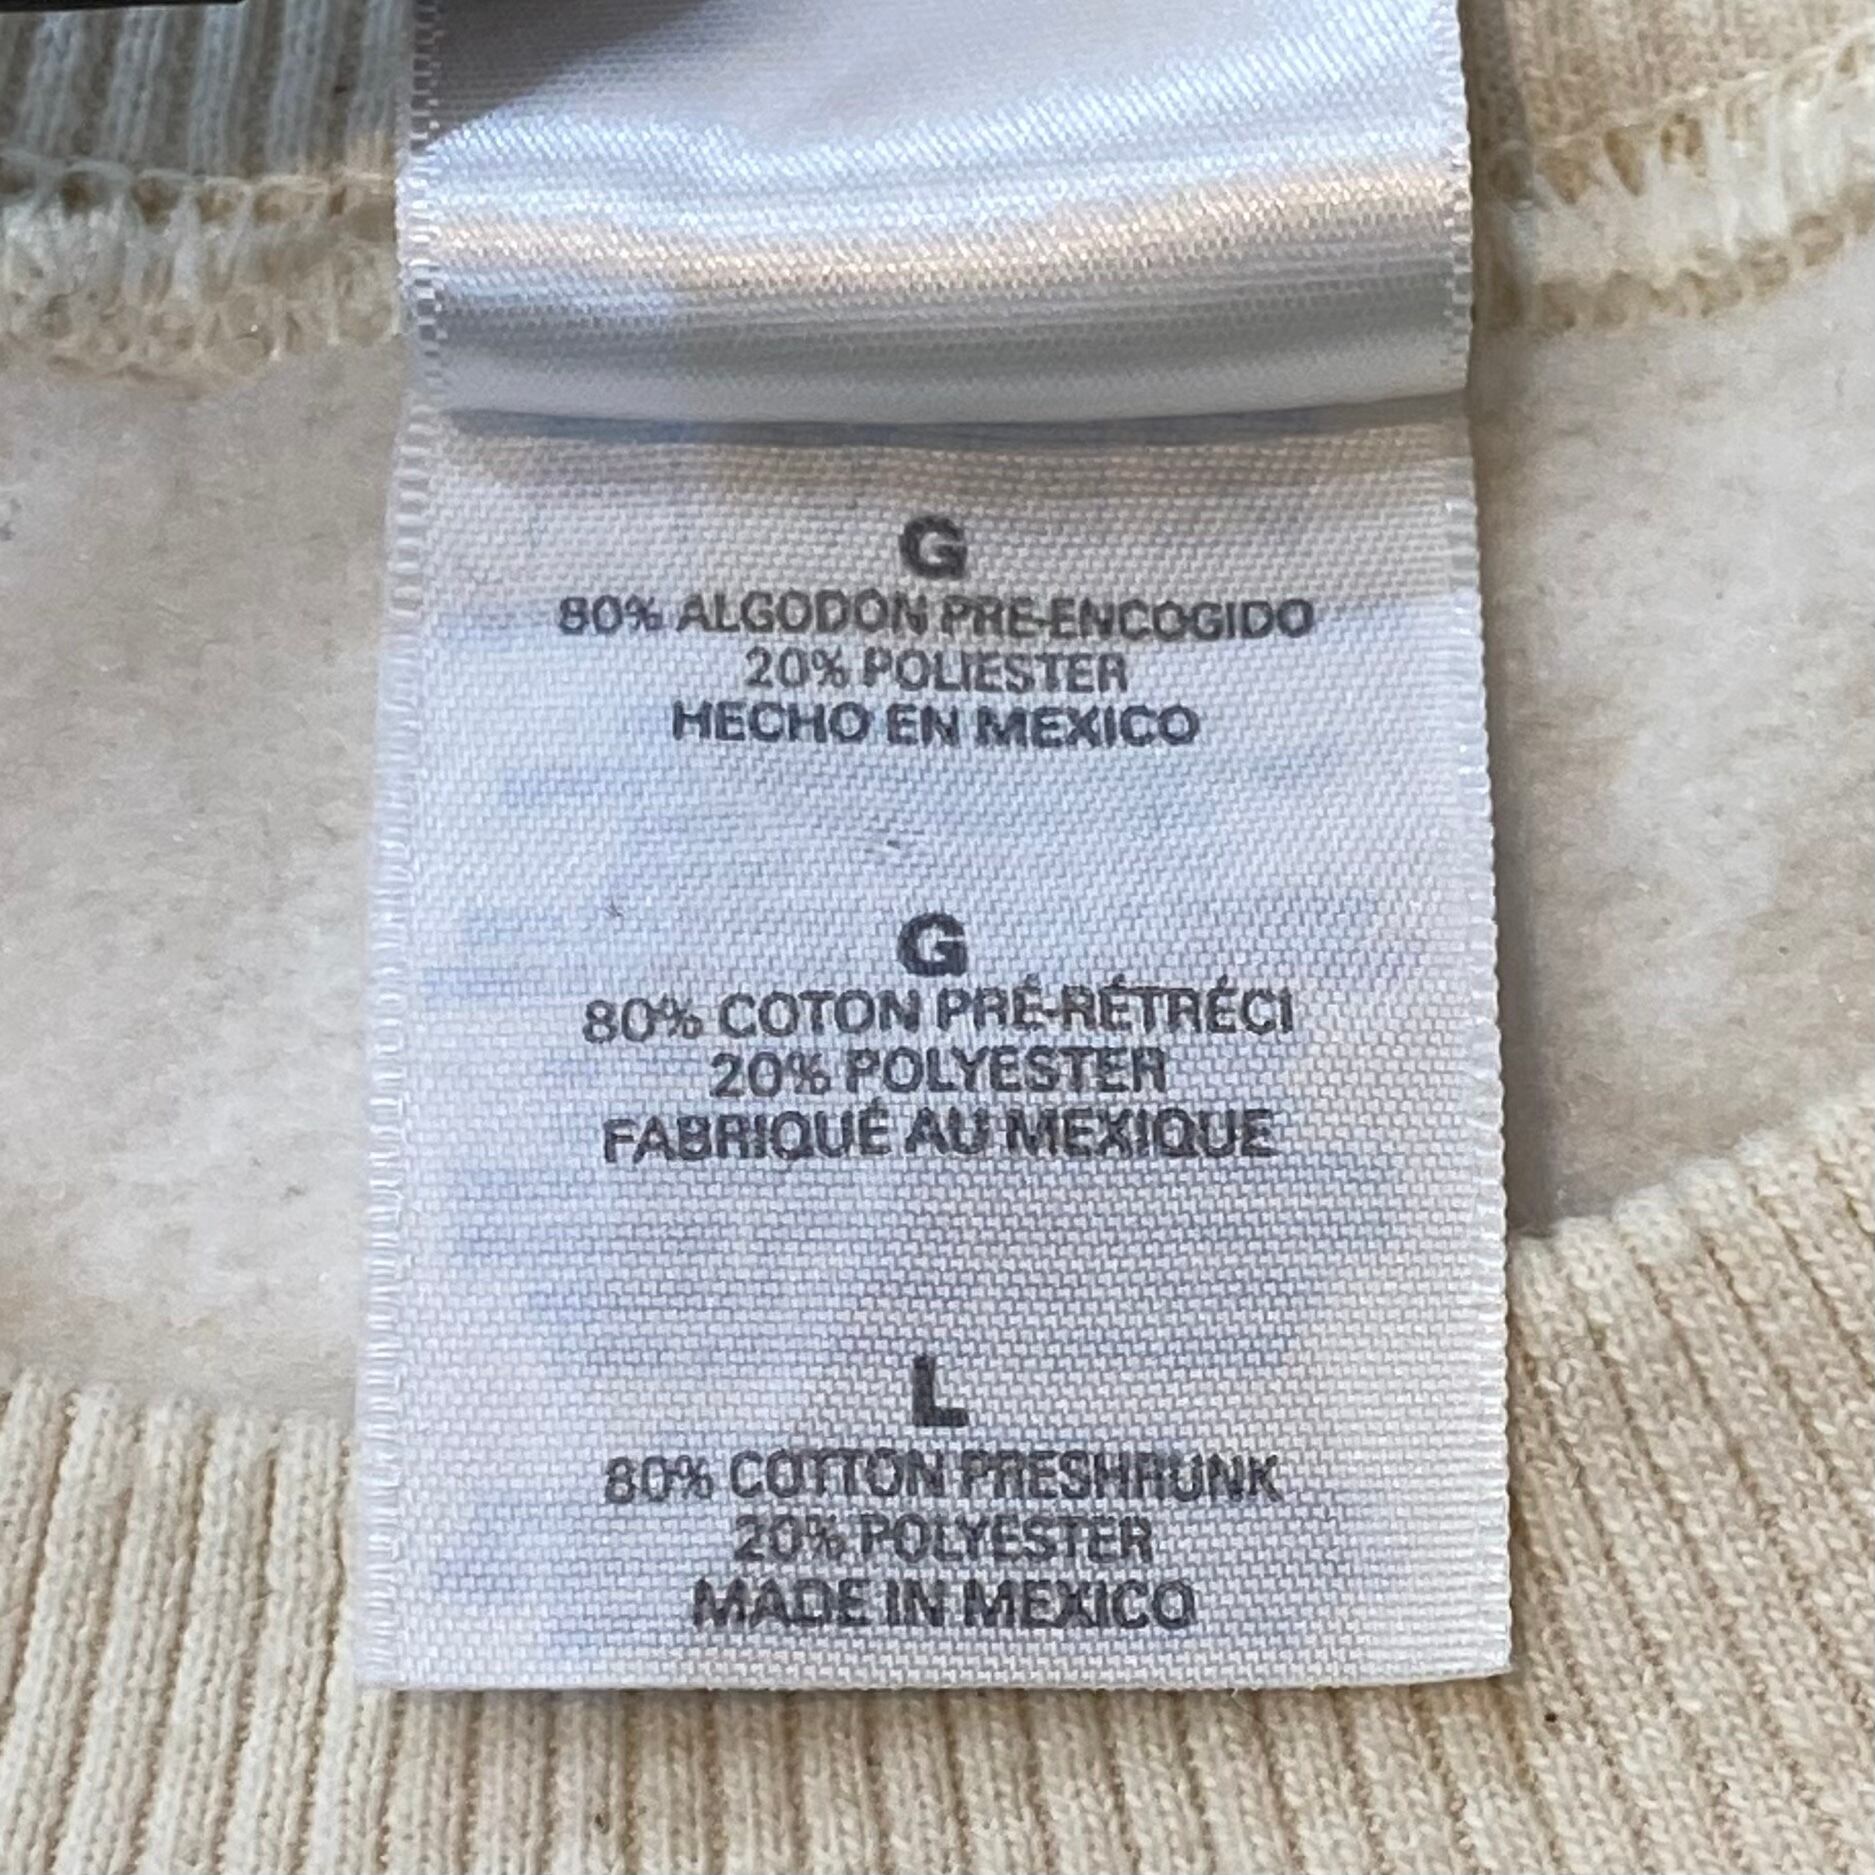 G
80% ALGODON PRE-ENCOGIDO
20% POLIESTER
HECHO EN MEXICO
G
80% COTON PRÉ-RÉTRÉCI
20% POLYESTER
FABRIQUÉ AU MEXIQUE
L
80% COTTON PRESHRUNK
20% POLYESTER
MADE IN MEXICO